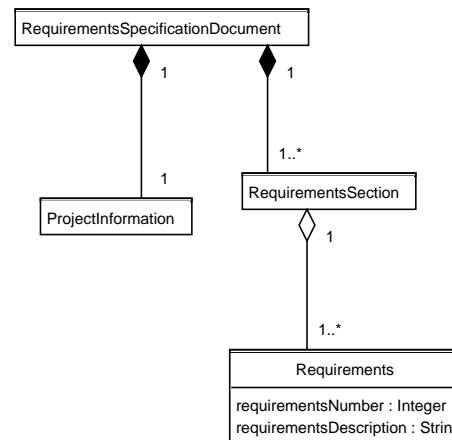 RequirementsSpecificationDocument
1
1
1
1..*
ProjectInformation
RequirementsSection
1
1..*
Requirements
requirementsNumber : Integer
requirementsDescription : Strin